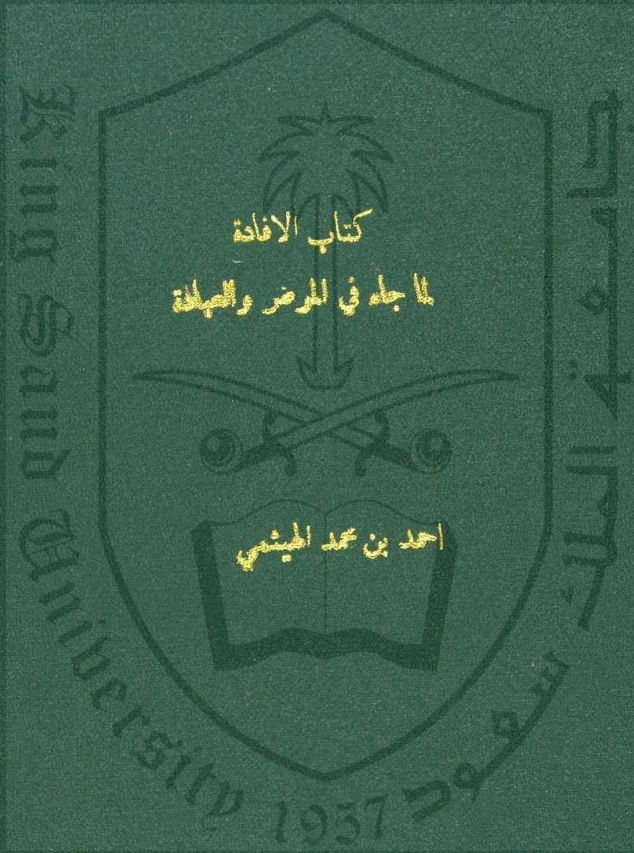 كتاب الافادة
لما جاء في المرض والعيادة
احمد بن محمد الهيثمي
King Saud University 1957
جامعة الملك سعود